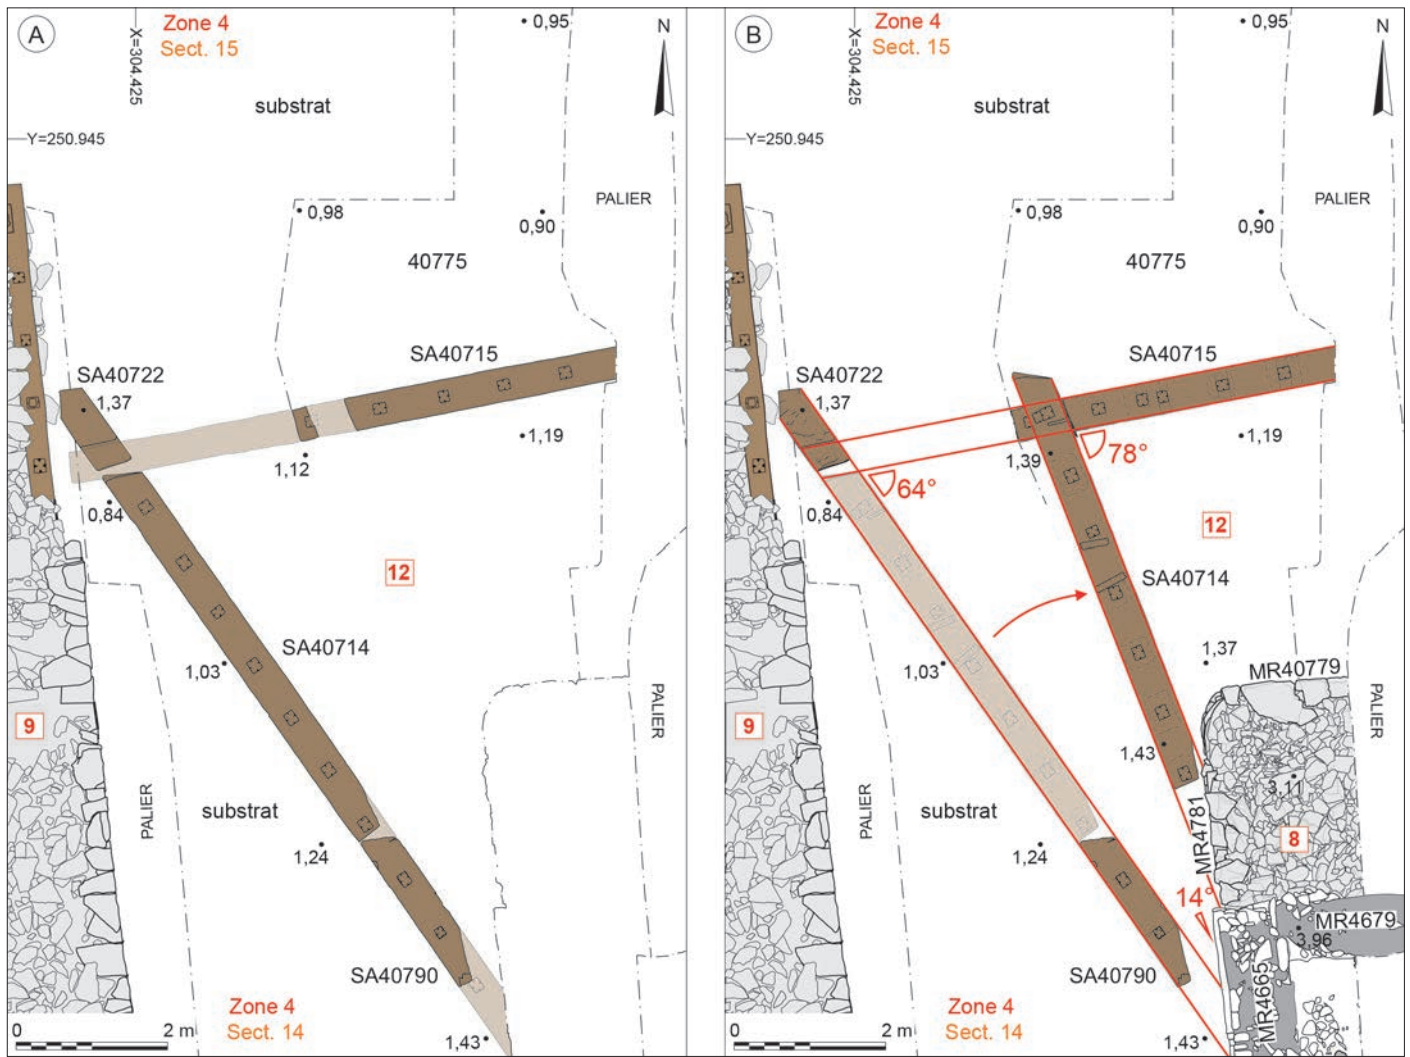 A
Zone 4
Sect. 15
X=304.425
0,95
N
substrat
Y=250.945
PALIER
0,98
0,90
40775
SA40715
SA40722
1,37
1,19
1,12
0,84
12
SA40714
1,03
PALIER
9
PALIER
substrat
1,24
SA40790
Zone 4
Sect. 14
0
2 m
1,43
B
Zone 4
Sect. 15
X=304.425
0,95
N
substrat
Y=250.945
PALIER
0,98
0,90
40775
SA40715
SA40722
1,37
1,19
1,39
78°
64°
0,84
12
SA40714
1,03
1,37
MR40779
PALIER
9
1,43
3,11
PALIER
substrat
MR4781
8
1,24
14°
MR4679
3,96
SA40790
MR4665
Zone 4
Sect. 14
0
2 m
1,43